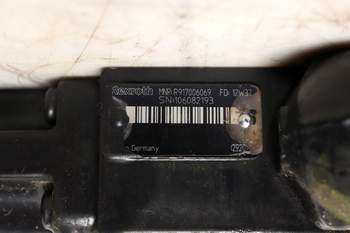 Rexroth MNR: R917006069 FD: 12W37
SN: 106082193
Germany